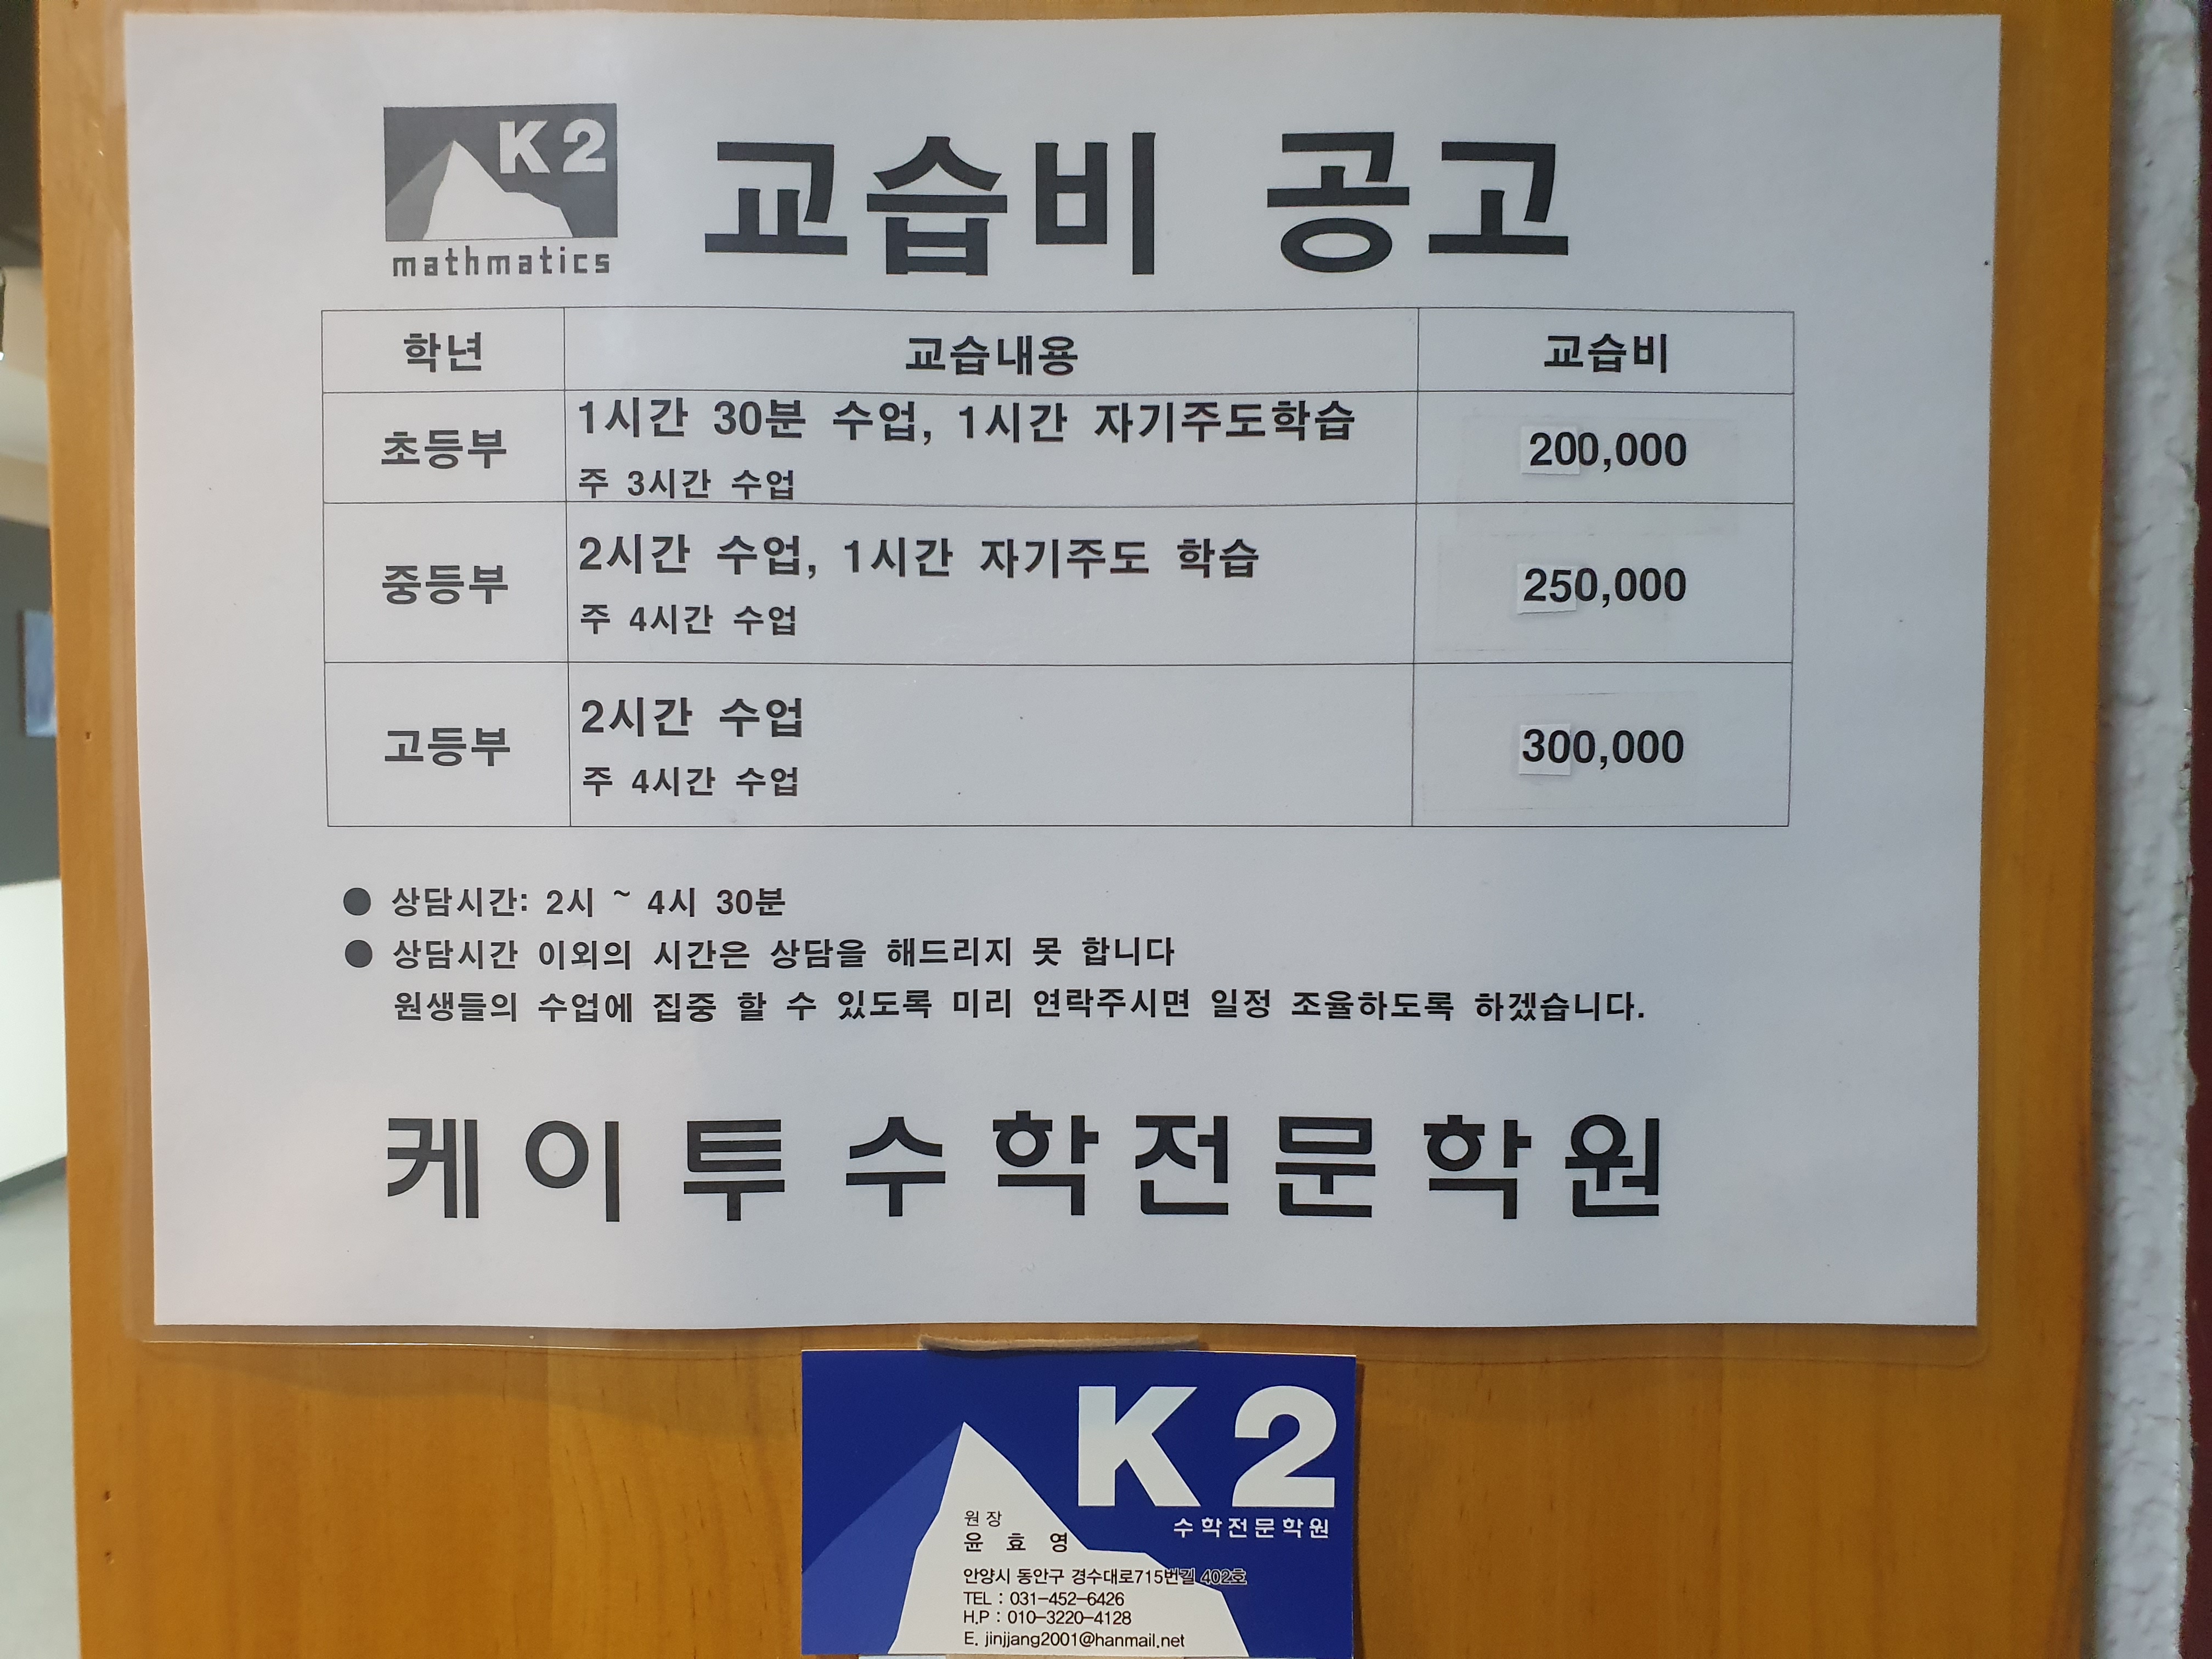 K2
mathmatics
교습비 공고
학년 교습내용 교습비
초등부 1시간 30분 수업, 1시간 자기주도학습 200,000
주 3시간 수업
중등부 2시간 수업, 1시간 자기주도 학습 250,000
주 4시간 수업
고등부 2시간 수업 300,000
주 4시간 수업
● 상담시간: 2시 ~ 4시 30분
● 상담시간 이외의 시간은 상담을 해드리지 못 합니다
원생들의 수업에 집중 할 수 있도록 미리 연락주시면 일정 조율하도록 하겠습니다.
케이투수학전문학원
K2
수학전문학원
원장
윤효영
안양시 동안구 경수대로715번길 402호
TEL : 031-452-6426
H.P : 010-3220-4128
E. jinjjang2001@hanmail.net